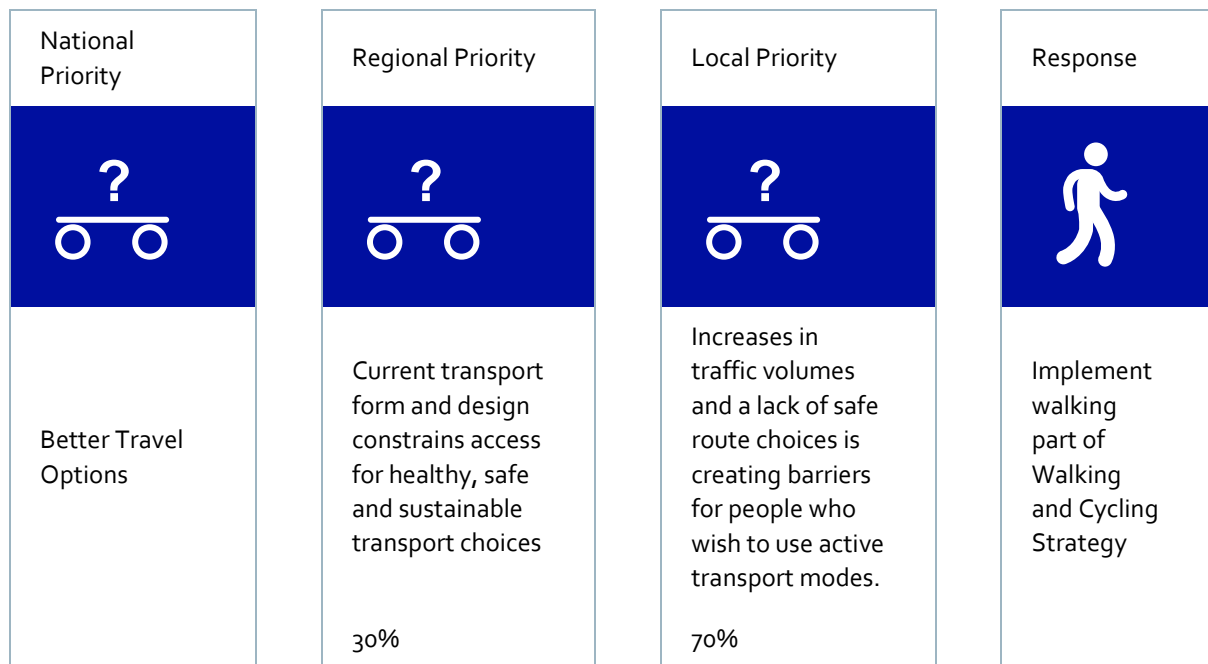 National
Priority
?
Better Travel
Options
Regional Priority
?
Current transport
form and design
constrains access
for healthy, safe
and sustainable
transport choices
30%
Local Priority
?
Increases in
traffic volumes
and a lack of safe
route choices is
creating barriers
for people who
wish to use active
transport modes.
70%
Response
Implement
walking
part of
Walking
and Cycling
Strategy